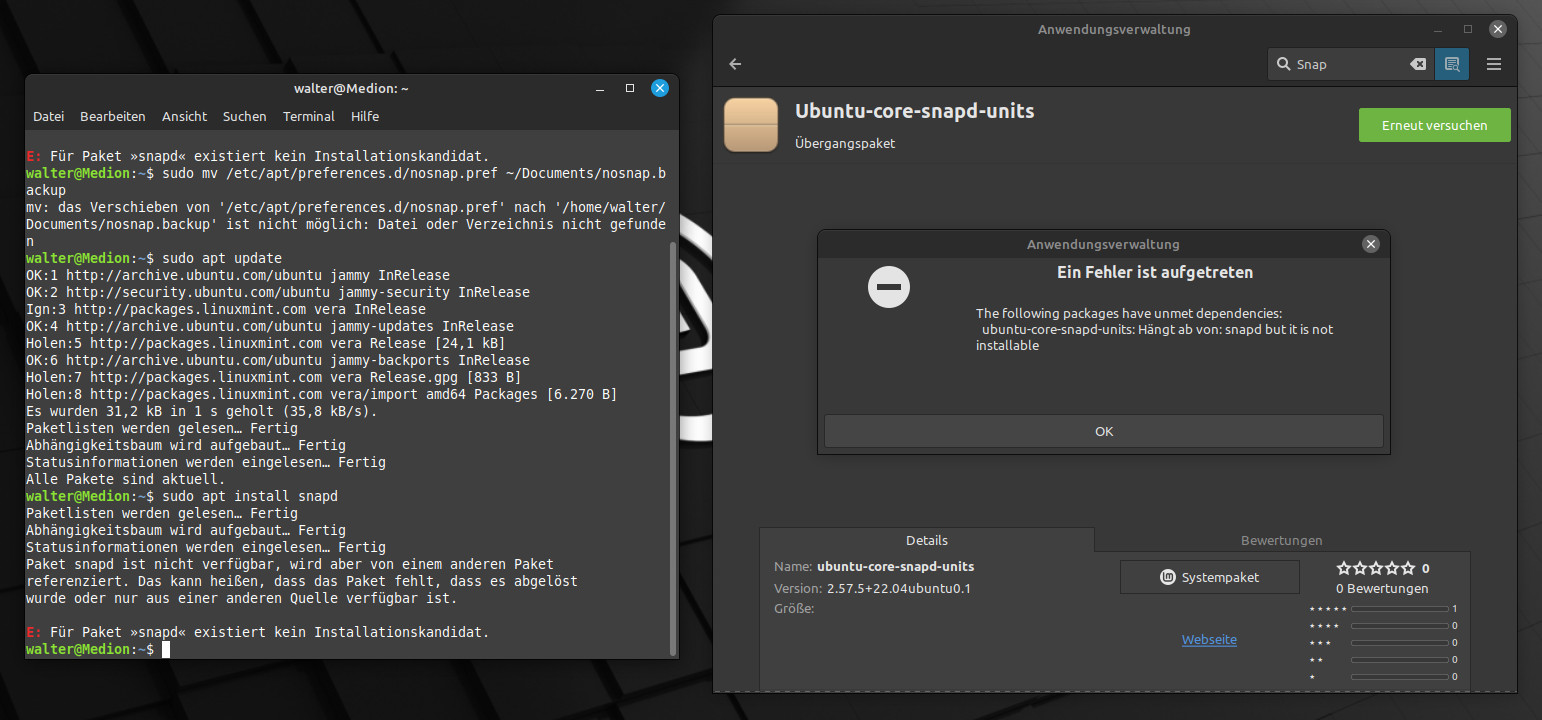 walter@Medion: ~
Datei Bearbeiten Ansicht Suchen Terminal Hilfe
E: Für Paket »snapd« existiert kein Installationskandidat.
walter@Medion:~$ sudo mv /etc/apt/preferences.d/nosnap.pref ~/Documents/nosnap.b
ackup
mv: das Verschieben von '/etc/apt/preferences.d/nosnap.pref' nach '/home/walter/
Documents/nosnap.backup' ist nicht möglich: Datei oder Verzeichnis nicht gefunde
n
walter@Medion:~$ sudo apt update
OK:1 http://archive.ubuntu.com/ubuntu jammy InRelease
OK:2 http://security.ubuntu.com/ubuntu jammy-security InRelease
Ign:3 http://packages.linuxmint.com vera InRelease
OK:4 http://archive.ubuntu.com/ubuntu jammy-updates InRelease
Holen:5 http://packages.linuxmint.com vera Release [24,1 kB]
OK:6 http://archive.ubuntu.com/ubuntu jammy-backports InRelease
Holen:7 http://packages.linuxmint.com vera Release.gpg [833 B]
Holen:8 http://packages.linuxmint.com vera/import amd64 Packages [6.270 B]
Es wurden 31,2 kB in 1 s geholt (35,8 kB/s).
Paketlisten werden gelesen… Fertig
Abhängigkeitsbaum wird aufgebaut… Fertig
Statusinformationen werden eingelesen… Fertig
Alle Pakete sind aktuell.
walter@Medion:~$ sudo apt install snapd
Paketlisten werden gelesen… Fertig
Abhängigkeitsbaum wird aufgebaut… Fertig
Statusinformationen werden eingelesen… Fertig
Paket snapd ist nicht verfügbar, wird aber von einem anderen Paket
referenziert. Das kann heißen, dass das Paket fehlt, dass es abgelöst
wurde oder nur aus einer anderen Quelle verfügbar ist.
E: Für Paket »snapd« existiert kein Installationskandidat.
walter@Medion:~$
Anwendungsverwaltung
Snap
Ubuntu-core-snapd-units
Übergangspaket
Erneut versuchen
Anwendungsverwaltung
Ein Fehler ist aufgetreten
The following packages have unmet dependencies:
ubuntu-core-snapd-units: Hängt ab von: snapd but it is not
installable
OK
Details
Bewertungen
Name: ubuntu-core-snapd-units
Version: 2.57.5+22.04ubuntu0.1
Größe:
Systempaket
Webseite
☆☆☆☆☆ 0
0 Bewertungen
★★★★★ 1
★★★★ 0
★★★ 0
★★ 0
★ 0